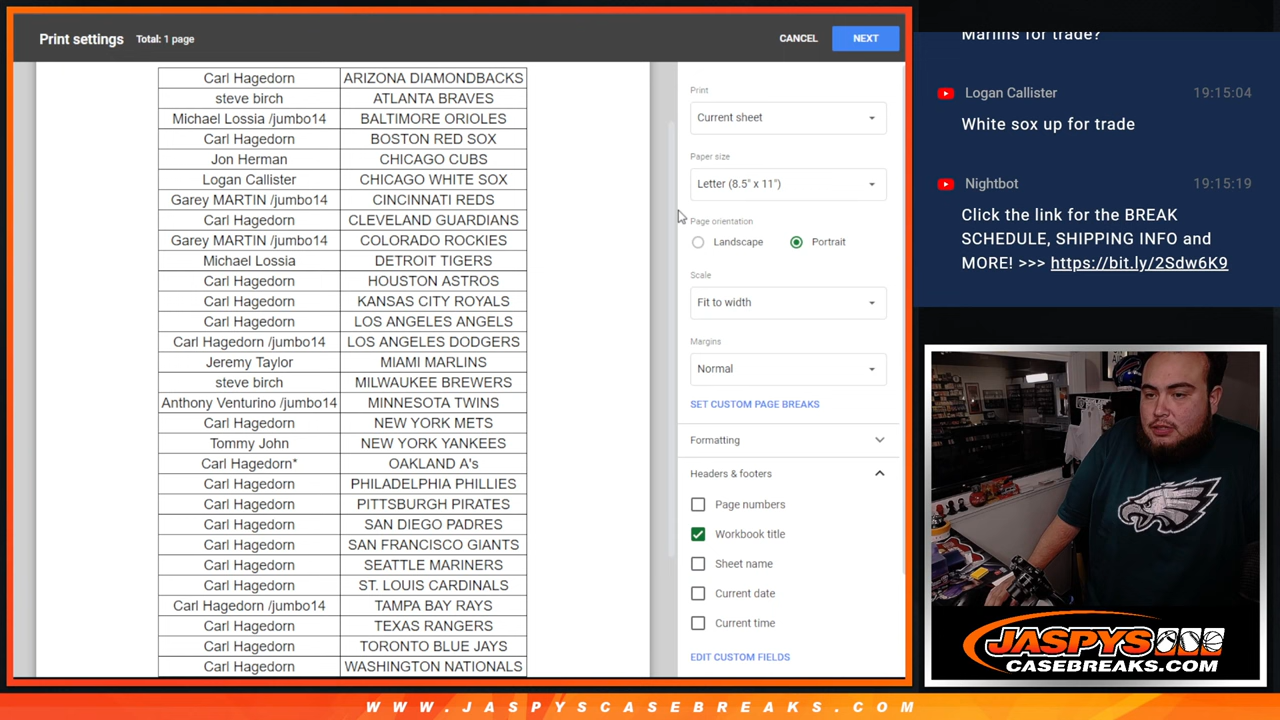 Print settings Total: 1 page CANCEL NEXT
Carl Hagedorn ARIZONA DIAMONDBACKS
steve birch ATLANTA BRAVES
Michael Lossia /jumbo14 BALTIMORE ORIOLES
Carl Hagedorn BOSTON RED SOX
Jon Herman CHICAGO CUBS
Logan Callister CHICAGO WHITE SOX
Garey MARTIN /jumbo14 CINCINNATI REDS
Carl Hagedorn CLEVELAND GUARDIANS
Garey MARTIN /jumbo14 COLORADO ROCKIES
Michael Lossia DETROIT TIGERS
Carl Hagedorn HOUSTON ASTROS
Carl Hagedorn KANSAS CITY ROYALS
Carl Hagedorn LOS ANGELES ANGELS
Carl Hagedorn /jumbo14 LOS ANGELES DODGERS
Jeremy Taylor MIAMI MARLINS
steve birch MILWAUKEE BREWERS
Anthony Venturino /jumbo14 MINNESOTA TWINS
Carl Hagedorn NEW YORK METS
Tommy John NEW YORK YANKEES
Carl Hagedorn* OAKLAND A's
Carl Hagedorn PHILADELPHIA PHILLIES
Carl Hagedorn PITTSBURGH PIRATES
Carl Hagedorn SAN DIEGO PADRES
Carl Hagedorn SAN FRANCISCO GIANTS
Carl Hagedorn SEATTLE MARINERS
Carl Hagedorn ST. LOUIS CARDINALS
Carl Hagedorn /jumbo14 TAMPA BAY RAYS
Carl Hagedorn TEXAS RANGERS
Carl Hagedorn TORONTO BLUE JAYS
Carl Hagedorn WASHINGTON NATIONALS
Print
Current sheet
Paper size
Letter (8.5" x 11")
Page orientation
Landscape Portrait
Scale
Fit to width
Margins
Normal
SET CUSTOM PAGE BREAKS
Formatting
Headers & footers
Page numbers
Workbook title
Sheet name
Current date
Current time
EDIT CUSTOM FIELDS
Marlins for trade?
Logan Callister 19:15:04
White sox up for trade
Nightbot 19:15:19
Click the link for the BREAK
SCHEDULE, SHIPPING INFO and
MORE! >>> https://bit.ly/2Sdw6K9
JASPYS
CASEBREAKS.COM
WWW.JASPYSCASEBREAKS.COM